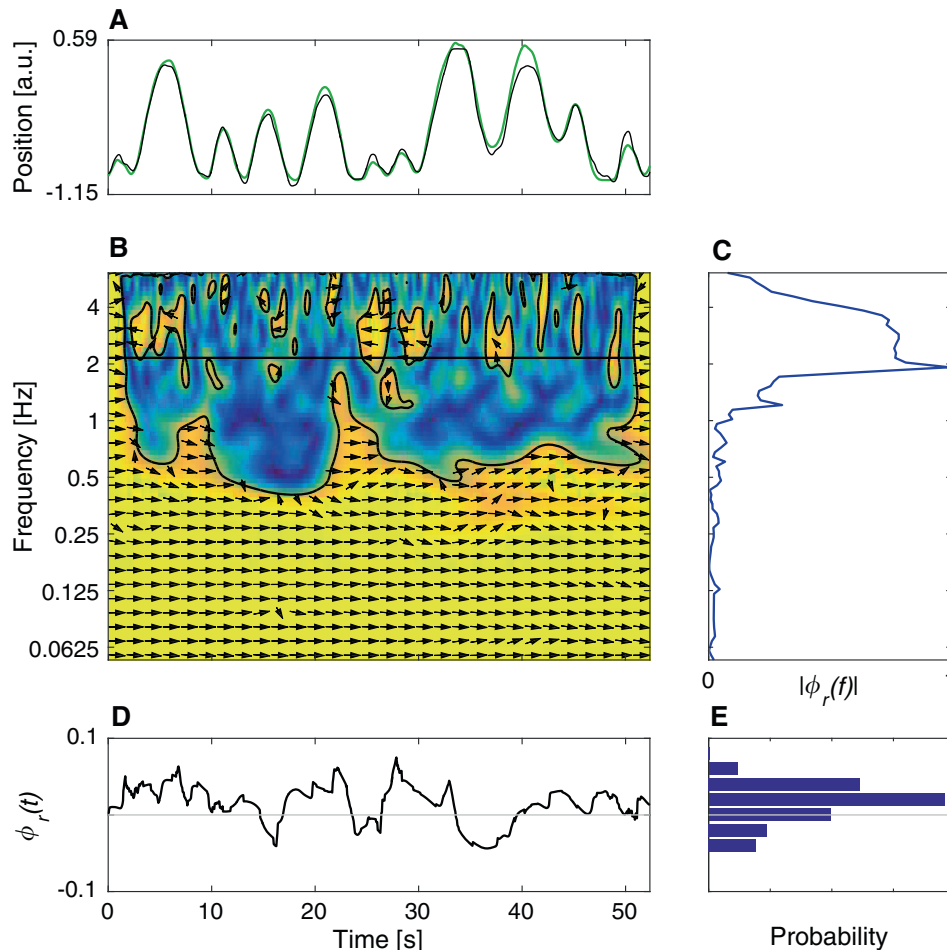 A
Position [a.u.]
0.59
-1.15
B
Frequency [Hz]
4
2
1
0.5
0.25
0.125
0.0625
C
0
|ϕr(f)|
D
ϕr(t)
0.1
-0.1
0 10 20 30 40 50
Time [s]
E
Probability